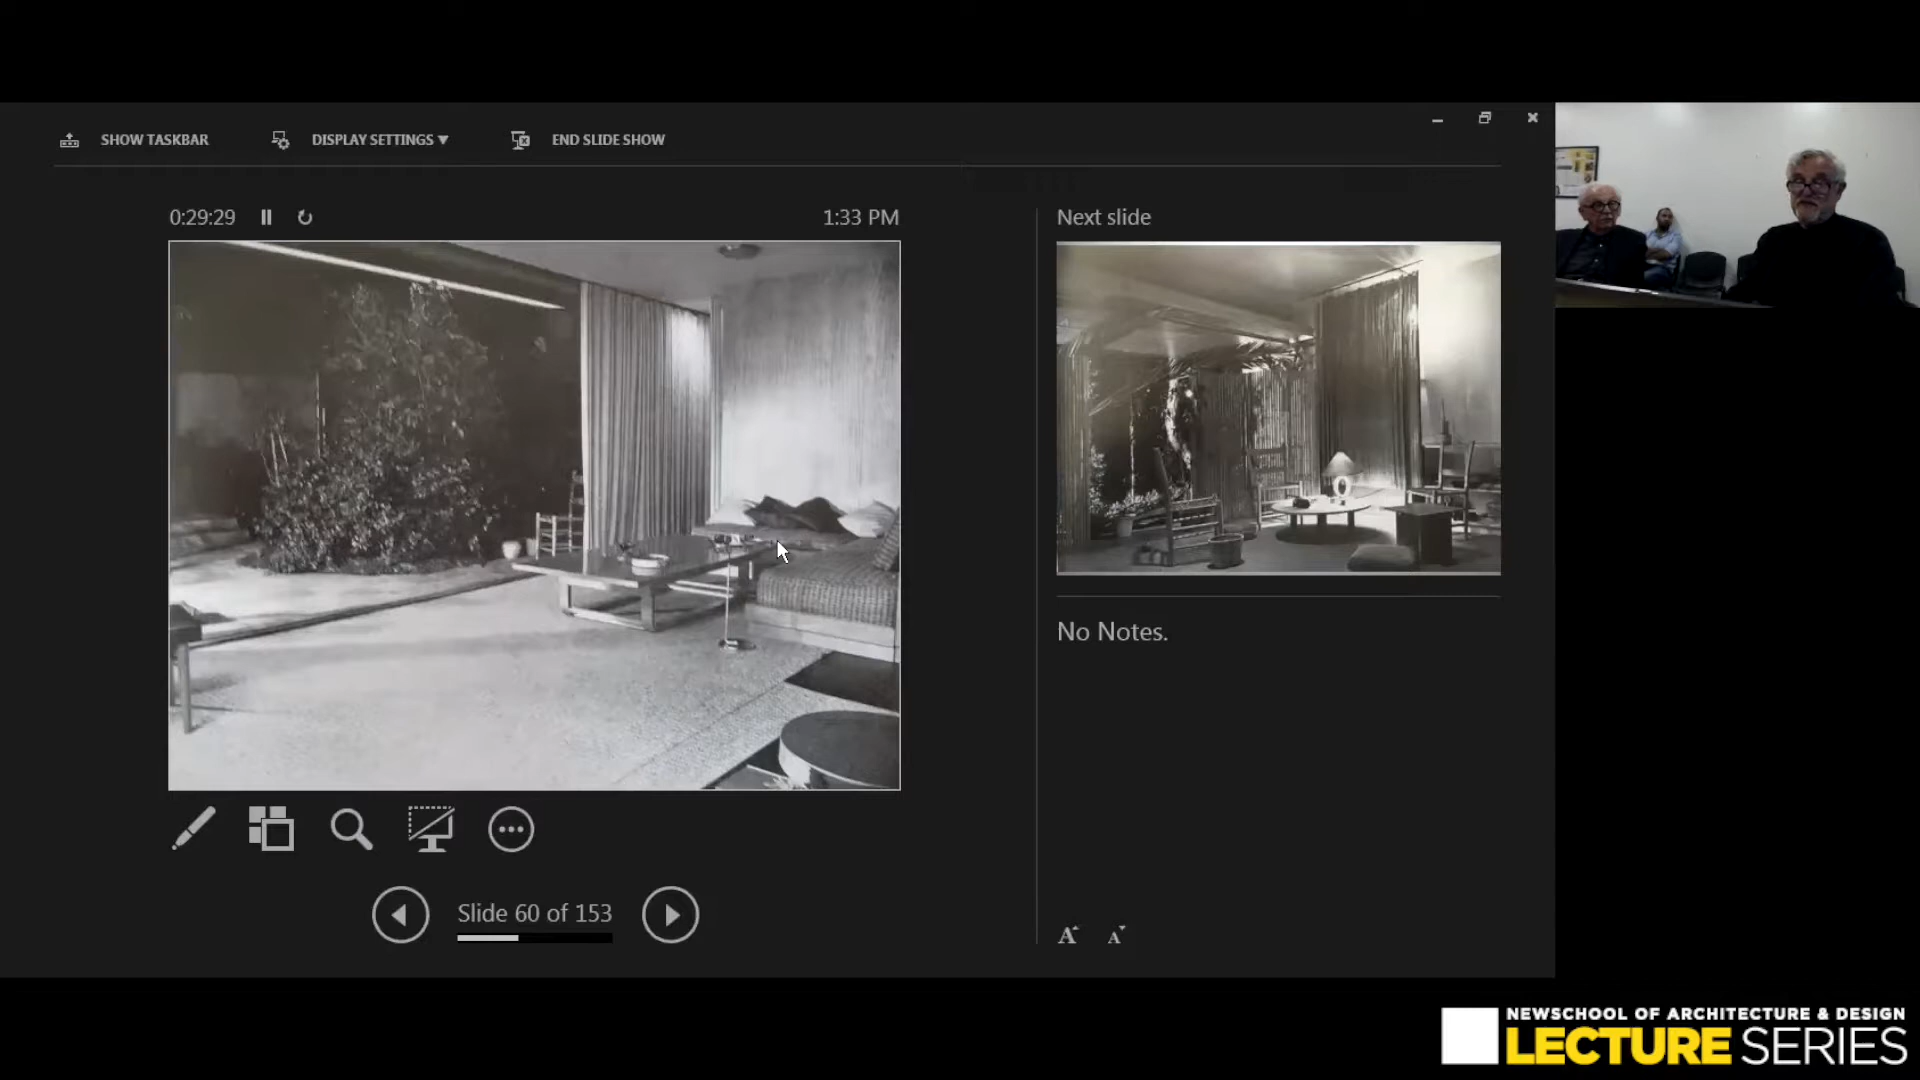 SHOW TASKBAR
DISPLAY SETTINGS ▼
END SLIDE SHOW
0:29:29
1:33 PM
Next slide
No Notes.
Slide 60 of 153
A A
NEWSCHOOL OF ARCHITECTURE & DESIGN
LECTURE SERIES